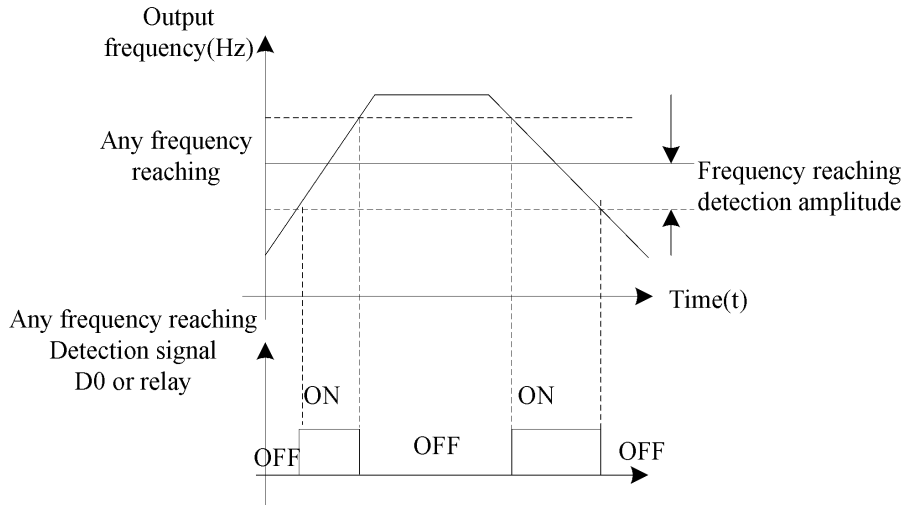 Output
frequency(Hz)
Any frequency
reaching
Frequency reaching
detection amplitude
Time(t)
Any frequency reaching
Detection signal
D0 or relay
ON
ON
OFF
OFF
OFF